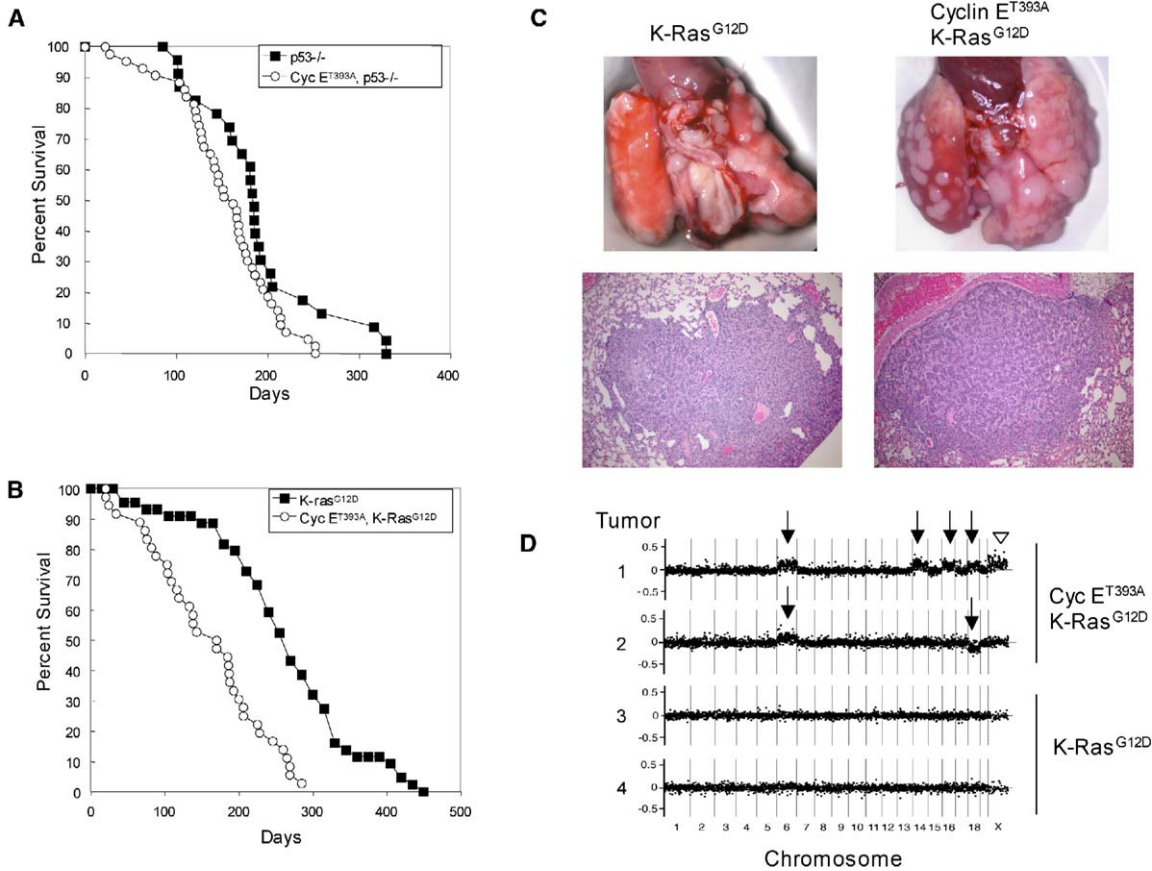 A
100
90
80
70
60
50
40
30
20
10
0
Percent Survival
0 100 200 300 400
Days
p53-/-
Cyc E^T393A, p53-/-
B
100
90
80
70
60
50
40
30
20
10
0
Percent Survival
0 100 200 300 400 500
Days
K-ras^G12D
Cyc E^T393A, K-Ras^G12D
C
K-Ras^G12D
Cyclin E^T393A
K-Ras^G12D
D
Tumor
1
0.5
0
-0.5
2
0.5
0
-0.5
3
0.5
0
-0.5
4
0.5
0
-0.5
1 2 3 4 5 6 7 8 9 10 11 12 13 14 15 16 18 X
Chromosome
Cyc E^T393A
K-Ras^G12D
K-Ras^G12D